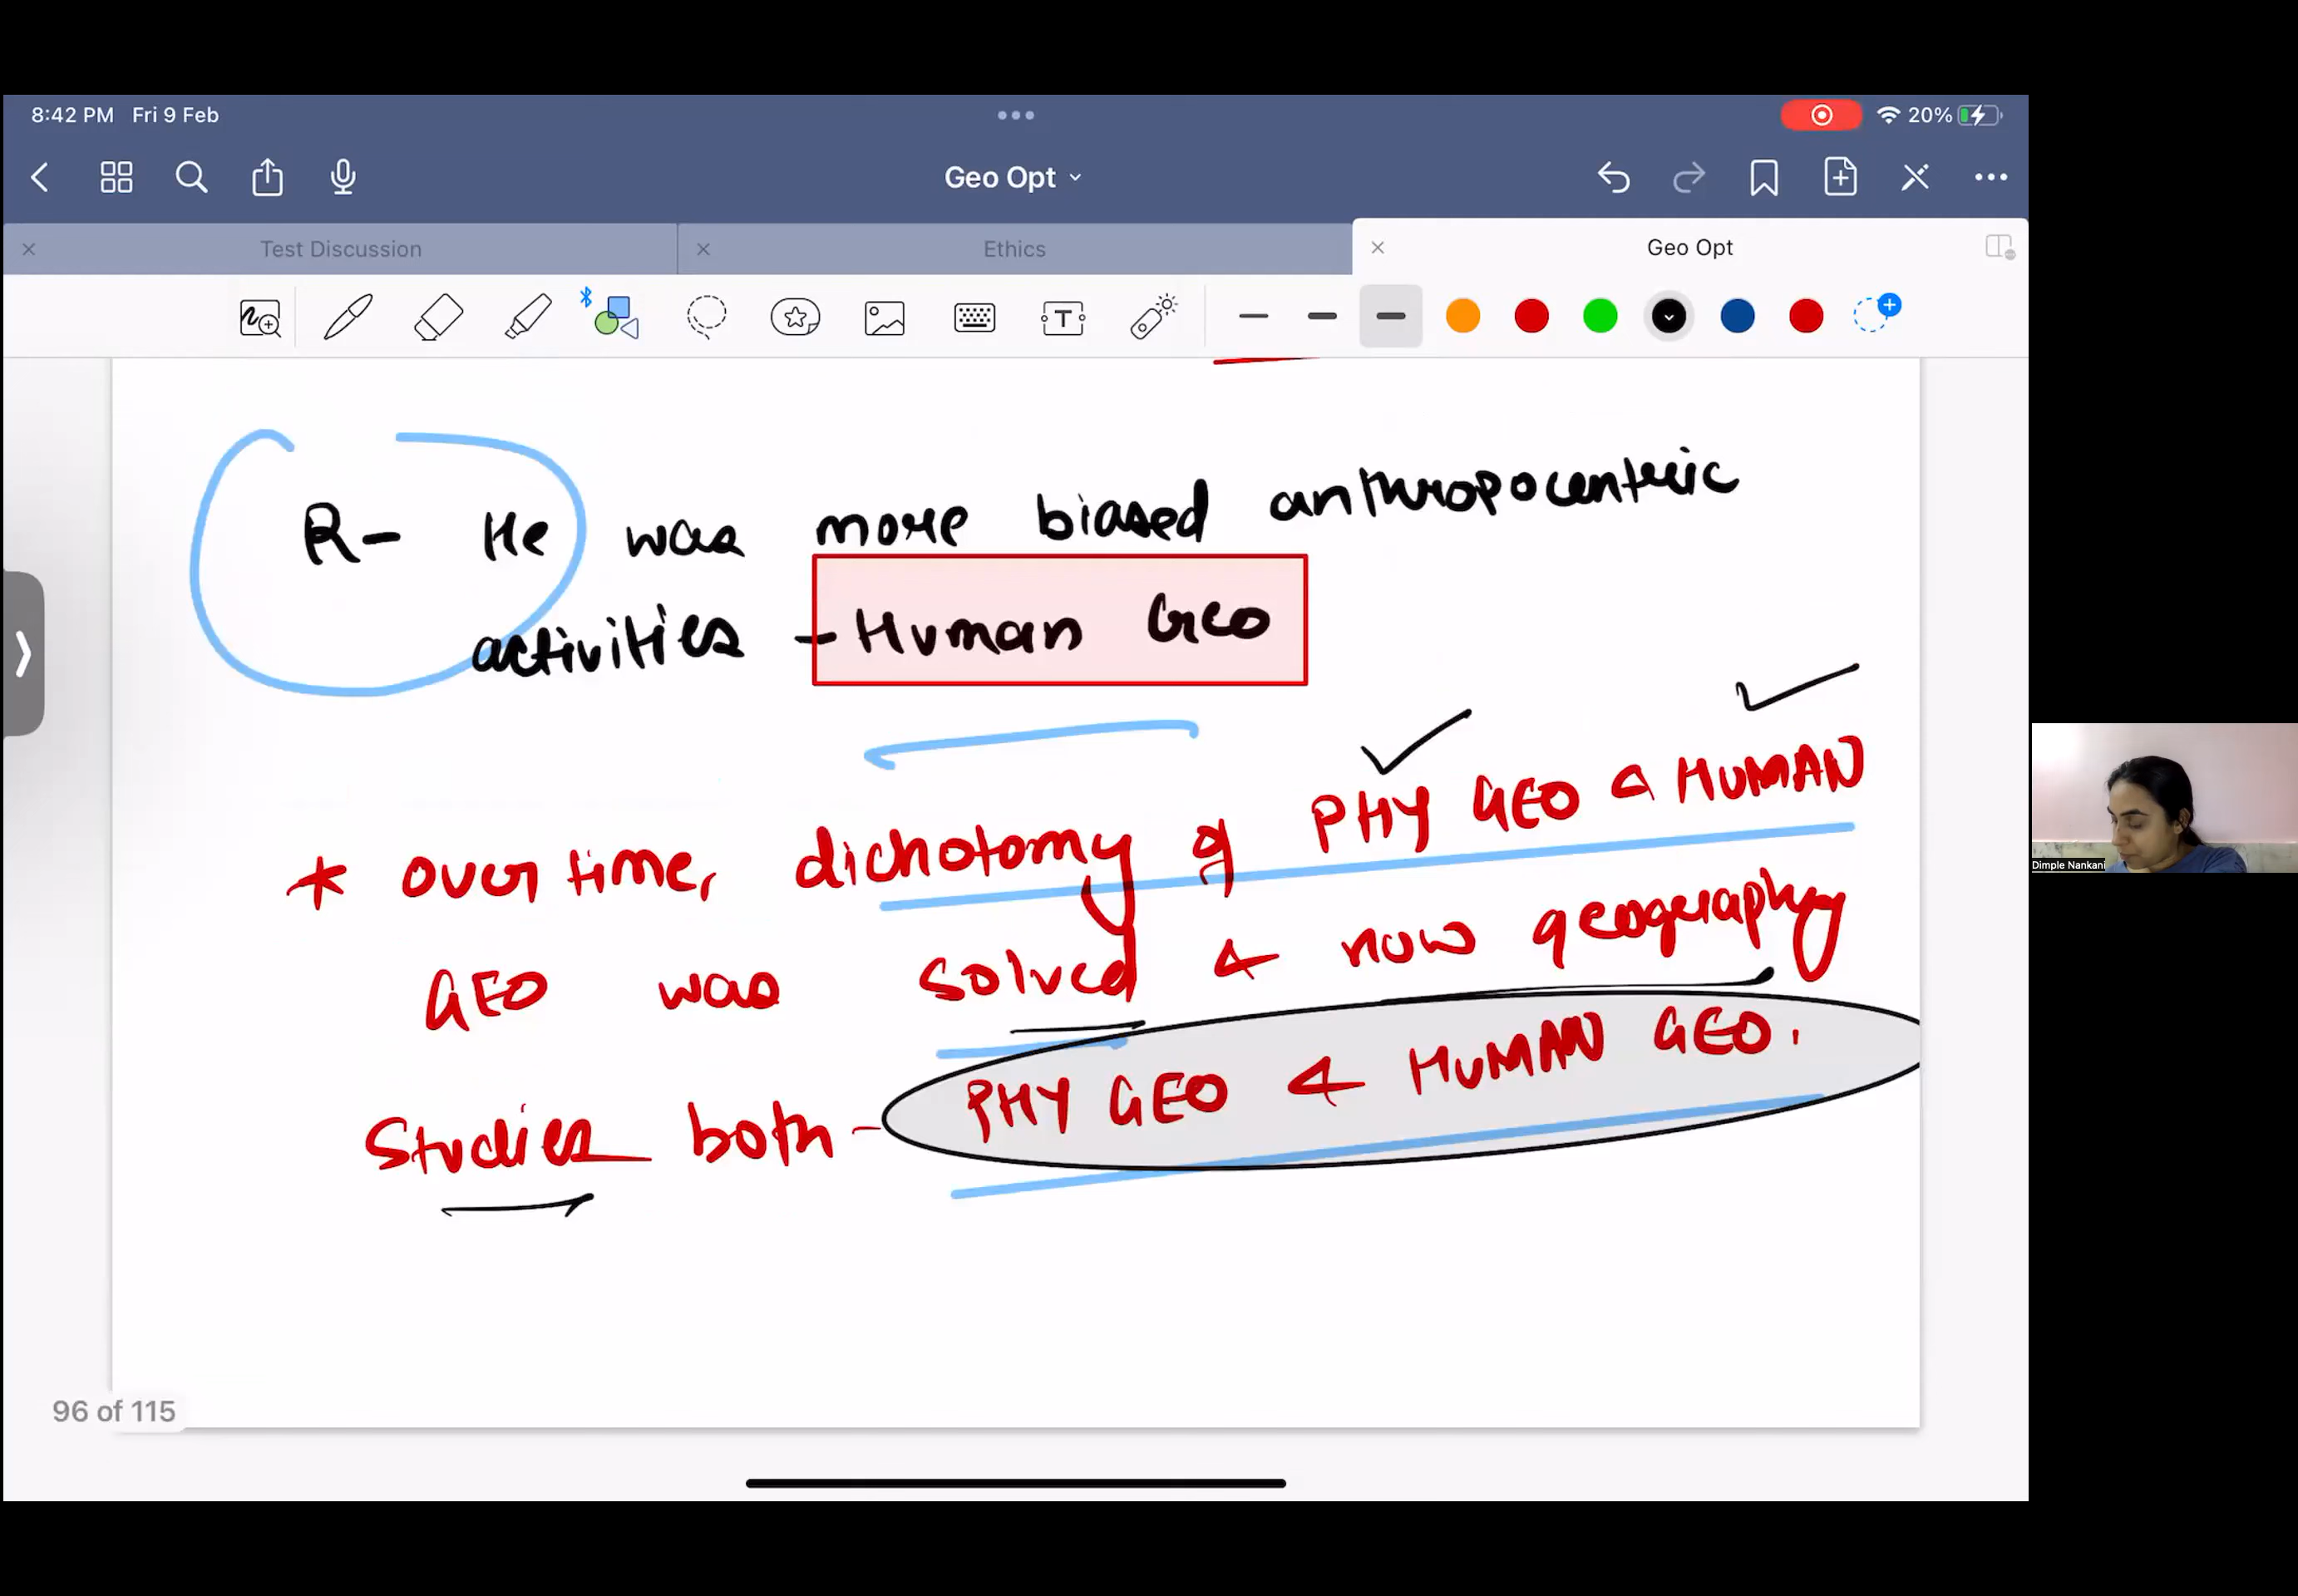 8:42 PM Fri 9 Feb
20%
Geo Opt
Test Discussion
Ethics
Geo Opt
R- He was more biased anthropocenteric
activities - Human Geo
* over time, dichotomy of PHY GEO & HUMAN
GEO was solved & now geography
Studies both - PHY GEO & HUMAN GEO.
Dimple Nankani
96 of 115